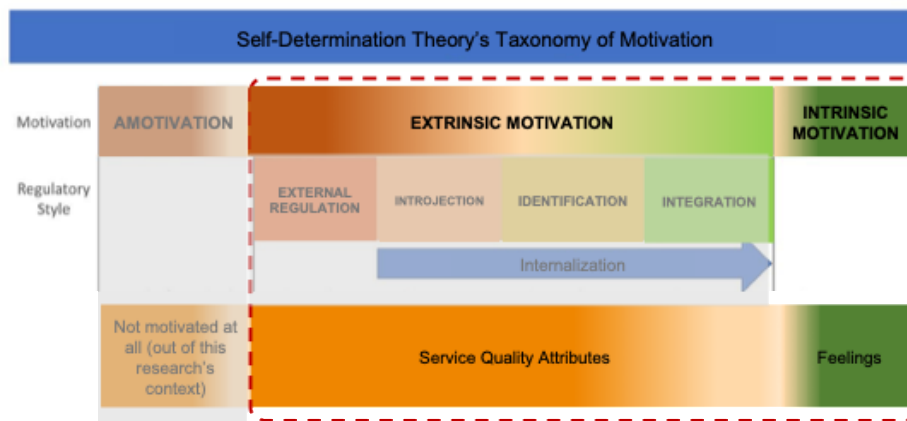 Self-Determination Theory's Taxonomy of Motivation
Motivation
AMOTIVATION
EXTRINSIC MOTIVATION
INTRINSIC
MOTIVATION
Regulatory
Style
EXTERNAL
REGULATION
INTROJECTION
IDENTIFICATION
INTEGRATION
Internalization
Not motivated at
all (out of this
research's
context)
Service Quality Attributes
Feelings